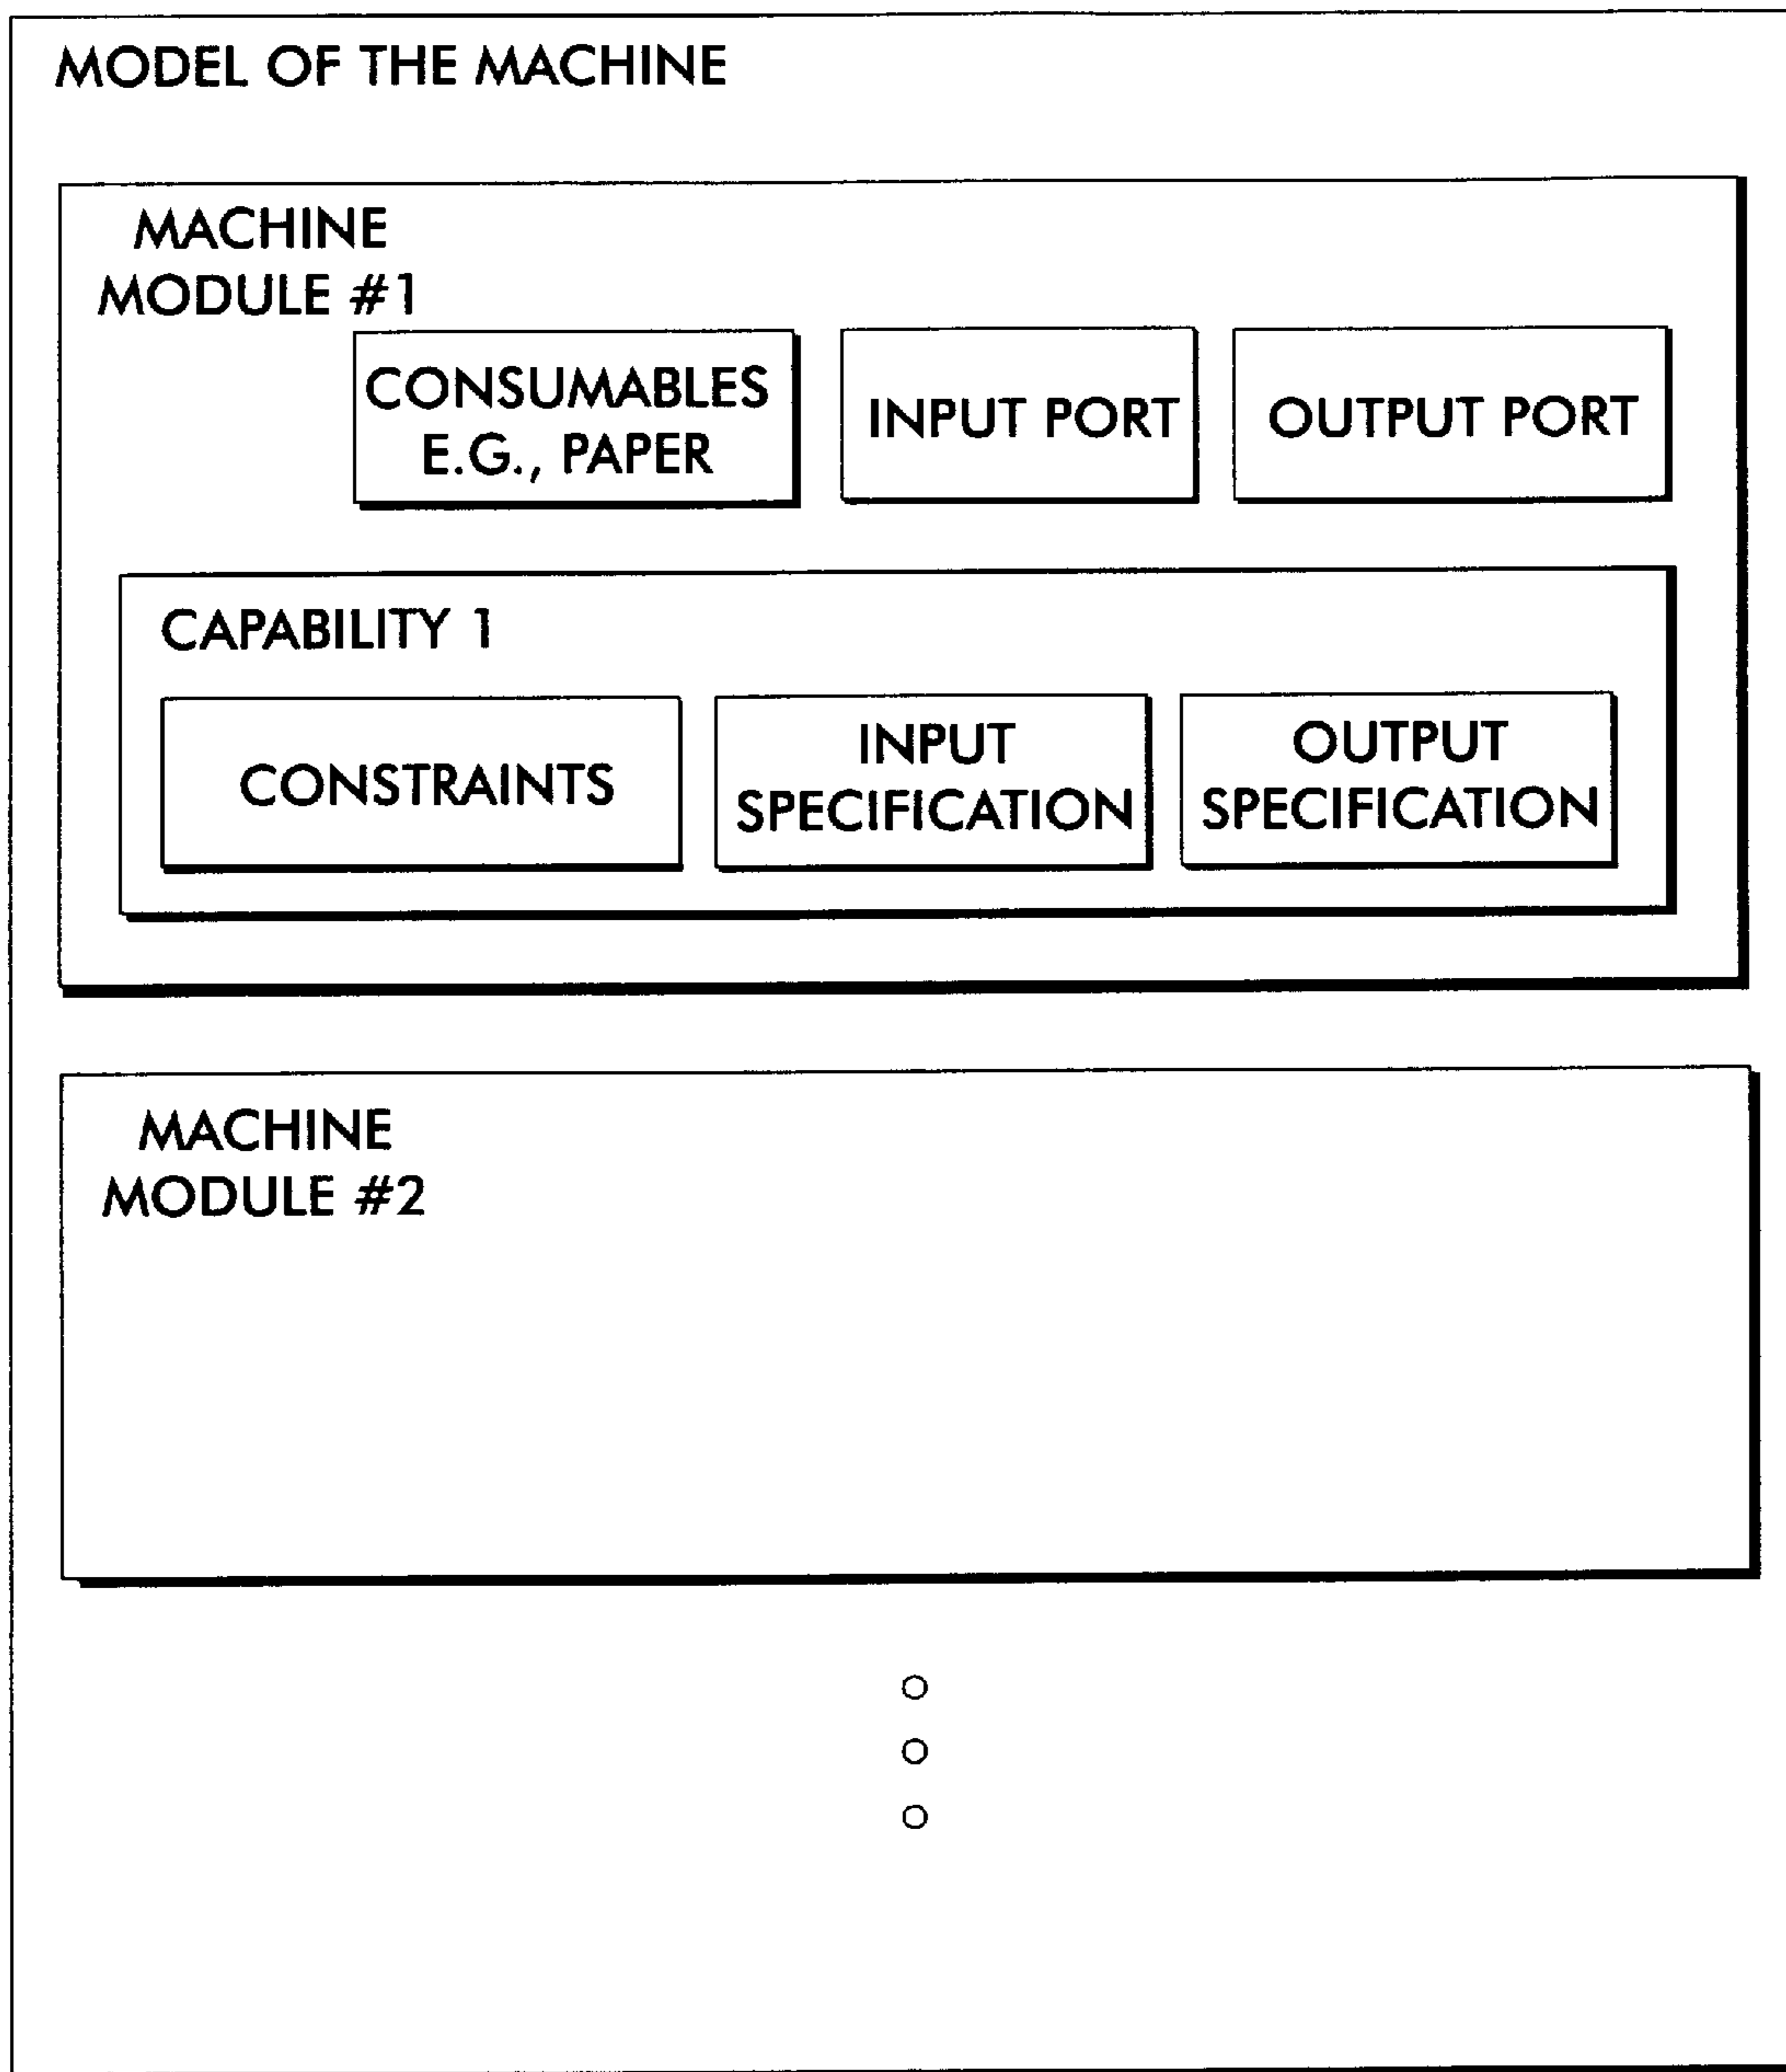 MODEL OF THE MACHINE
MACHINE
MODULE #1
CONSUMABLES
E.G., PAPER
INPUT PORT
OUTPUT PORT
CAPABILITY 1
CONSTRAINTS
INPUT
SPECIFICATION
OUTPUT
SPECIFICATION
MACHINE
MODULE #2